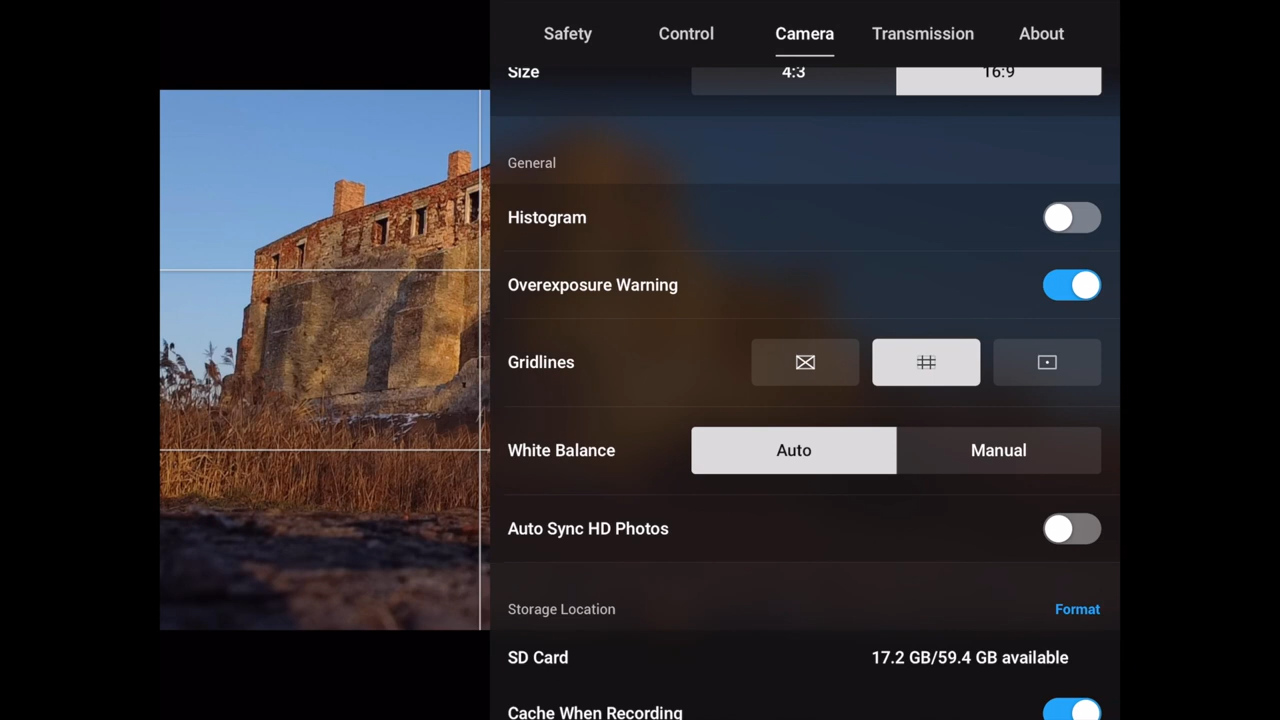 Safety Control Camera Transmission About
Size 4:3 16:9
General
Histogram
Overexposure Warning
Gridlines
White Balance Auto Manual
Auto Sync HD Photos
Storage Location Format
SD Card 17.2 GB/59.4 GB available
Cache When Recording